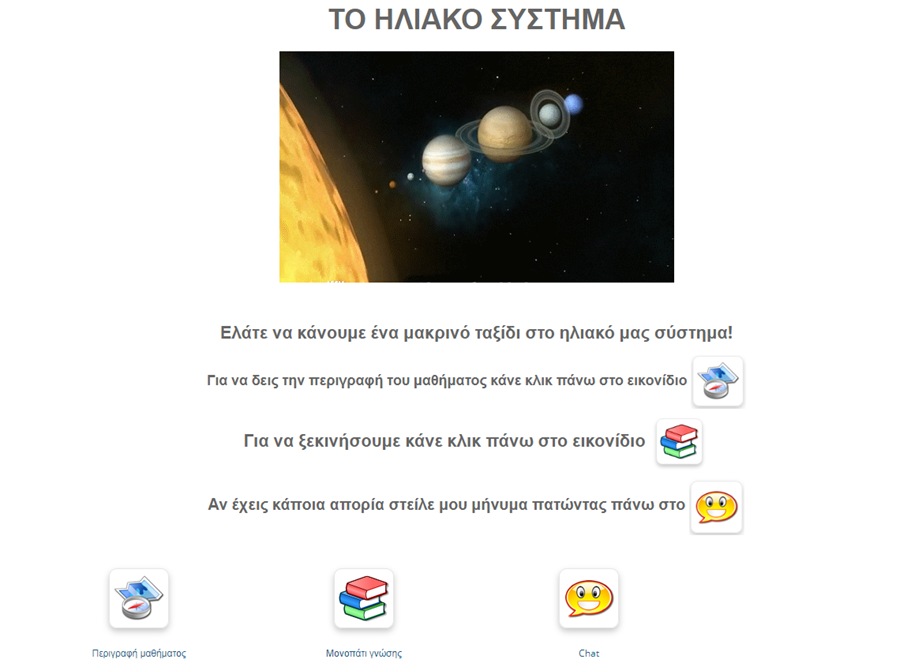 ΤΟ ΗΛΙΑΚΟ ΣΥΣΤΗΜΑ
Ελάτε να κάνουμε ένα μακρινό ταξίδι στο ηλιακό μας σύστημα!
Για να δεις την περιγραφή του μαθήματος κάνε κλικ πάνω στο εικονίδιο
Για να ξεκινήσουμε κάνε κλικ πάνω στο εικονίδιο
Αν έχεις κάποια απορία στείλε μου μήνυμα πατώντας πάνω στο
Περιγραφή μαθήματος
Μονοπάτι γνώσης
Chat